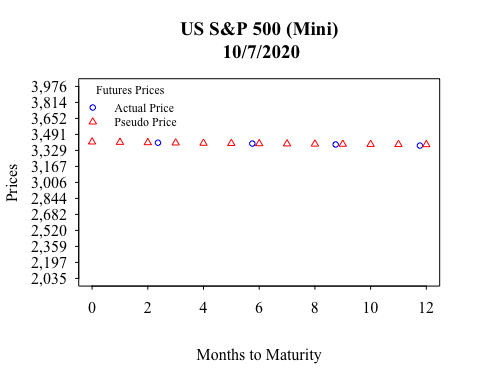 US S&P 500 (Mini)
10/7/2020
Futures Prices
Actual Price
Pseudo Price
Prices
3,976
3,814
3,652
3,491
3,329
3,167
3,006
2,844
2,682
2,520
2,359
2,197
2,035
0 2 4 6 8 10 12
Months to Maturity